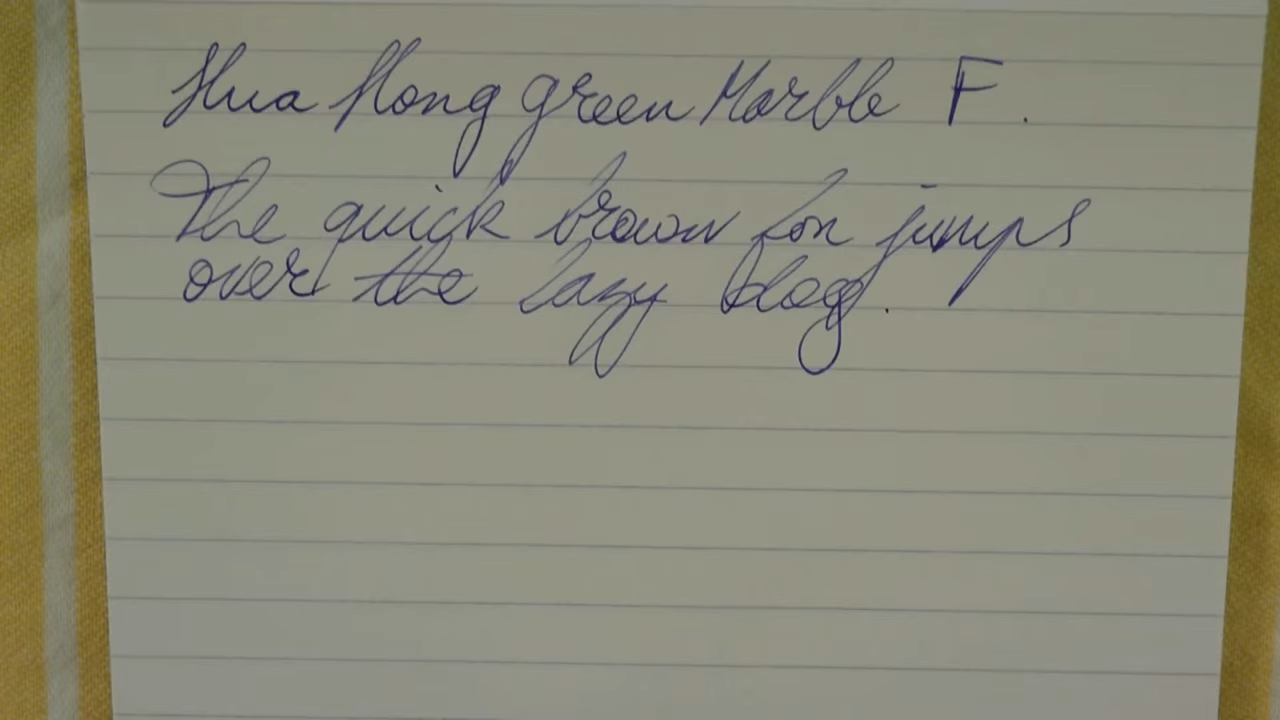 Hua Hong green Marble F.
The quick brown fox jumps
over the lazy dog.